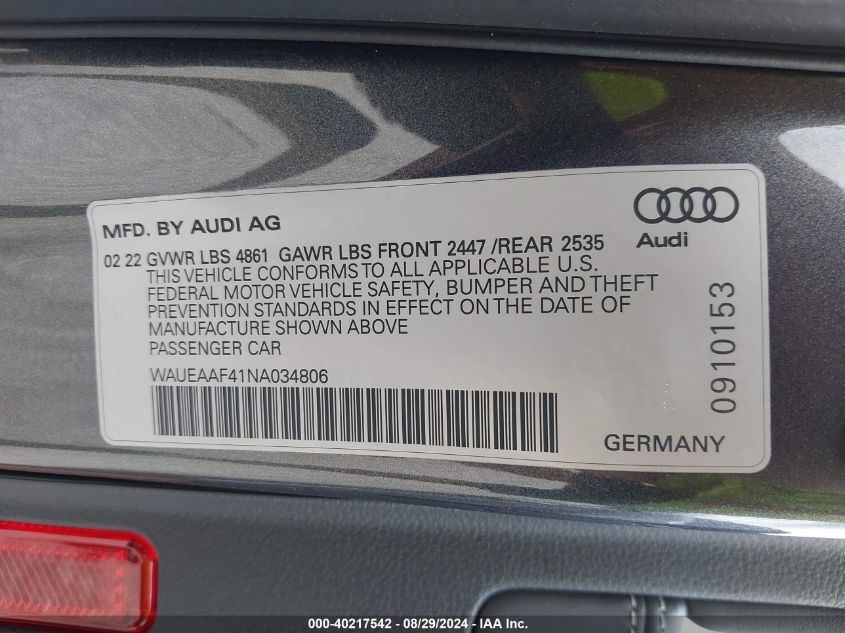 MFD. BY AUDI AG
Audi
02 22 GVWR LBS 4861 GAWR LBS FRONT 2447 /REAR 2535
THIS VEHICLE CONFORMS TO ALL APPLICABLE U.S.
FEDERAL MOTOR VEHICLE SAFETY, BUMPER AND THEFT
PREVENTION STANDARDS IN EFFECT ON THE DATE OF
MANUFACTURE SHOWN ABOVE
PASSENGER CAR
WAUEAAF41NA034806
0910153
GERMANY
000-40217542 - 08/29/2024 - IAA Inc.